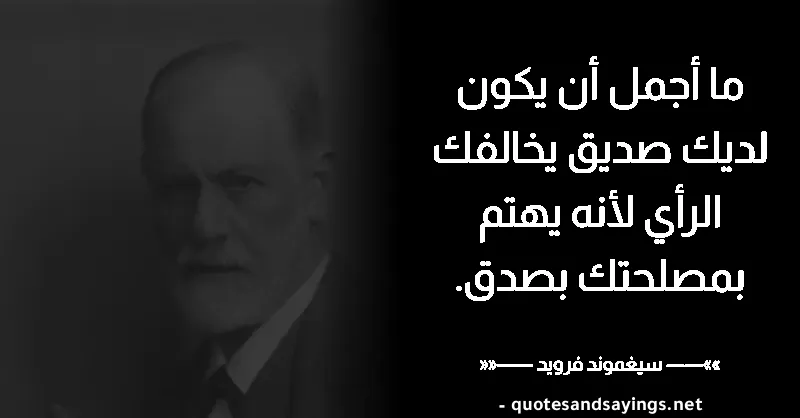 ما أجمل أن يكون
لديك صديق يخالفك
الرأي لأنه يهتم
بمصلحتك بصدق.
»»—— سيغموند فرويد ——««
- quotesandsayings.net